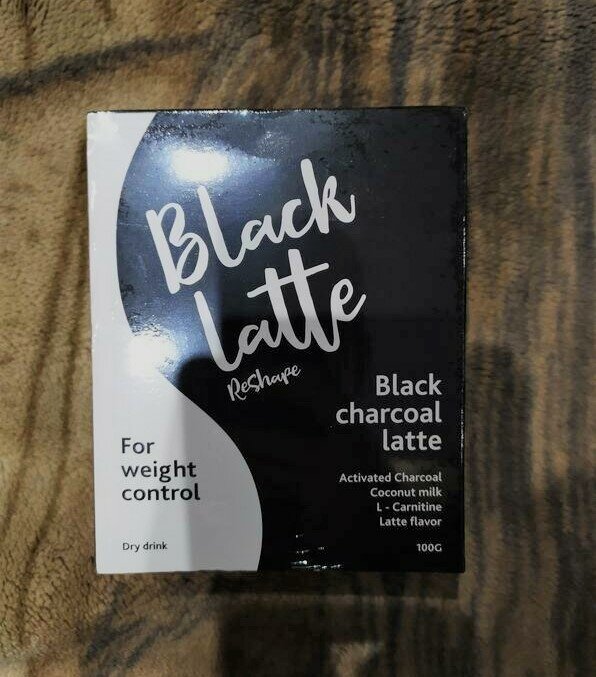 Black
latte
ReShape
Black
charcoal
latte
For
weight
control
Activated Charcoal
Coconut milk
L - Carnitine
Latte flavor
Dry drink
100G